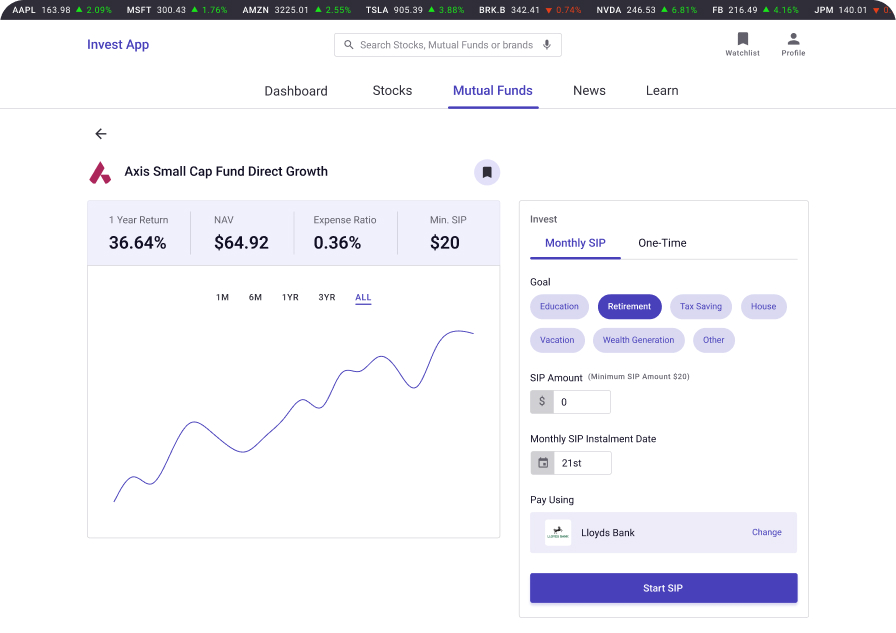 AAPL 163.98 ▲ 2.09% MSFT 300.43 ▲ 1.76% AMZN 3225.01 ▲ 2.55% TSLA 905.39 ▲ 3.88% BRK.B 342.41 ▼ 0.74% NVDA 246.53 ▲ 6.81% FB 216.49 ▲ 4.16% JPM 140.01 ▼
Invest App
Search Stocks, Mutual Funds or brands
Watchlist Profile
Dashboard Stocks Mutual Funds News Learn
Axis Small Cap Fund Direct Growth
1 Year Return NAV Expense Ratio Min. SIP
36.64% $64.92 0.36% $20
1M 6M 1YR 3YR ALL
Invest
Monthly SIP One-Time
Goal
Education Retirement Tax Saving House
Vacation Wealth Generation Other
SIP Amount (Minimum SIP Amount $20)
$ 0
Monthly SIP Instalment Date
21st
Pay Using
LLOYDS BANK
Lloyds Bank Change
Start SIP